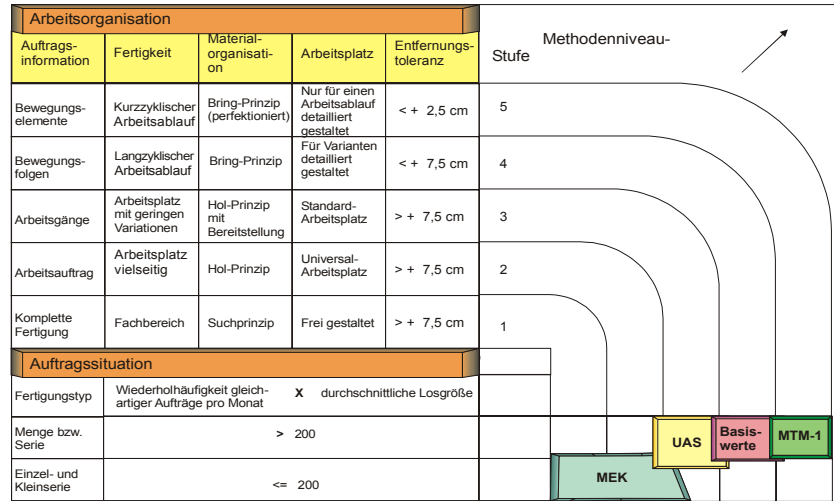 Arbeitsorganisation
Auftrags-
information
Fertigkeit
Material-
organisati-
on
Arbeitsplatz
Entfernungs-
toleranz
Stufe
Methodenniveau-
Bewegungs-
elemente
Kurzzyklischer
Arbeitsablauf
Bring-Prinzip
(perfektioniert)
Nur für einen
Arbeitsablauf
detailliert
gestaltet
< + 2,5 cm
5
Bewegungs-
folgen
Langzyklischer
Arbeitsablauf
Bring-Prinzip
Für Varianten
detailliert
gestaltet
< + 7,5 cm
4
Arbeitsgänge
Arbeitsplatz
mit geringen
Variationen
Hol-Prinzip
mit
Bereitstellung
Standard-
Arbeitsplatz
> + 7,5 cm
3
Arbeitsauftrag
Arbeitsplatz
vielseitig
Hol-Prinzip
Universal-
Arbeitsplatz
> + 7,5 cm
2
Komplette
Fertigung
Fachbereich
Suchprinzip
Frei gestaltet
> + 7,5 cm
1
Auftragssituation
Fertigungstyp
Wiederholhäufigkeit gleich-
artiger Aufträge pro Monat
X durchschnittliche Losgröße
Menge bzw.
Serie
> 200
UAS
Basis-
werte
MTM-1
Einzel- und
Kleinserie
<= 200
MEK